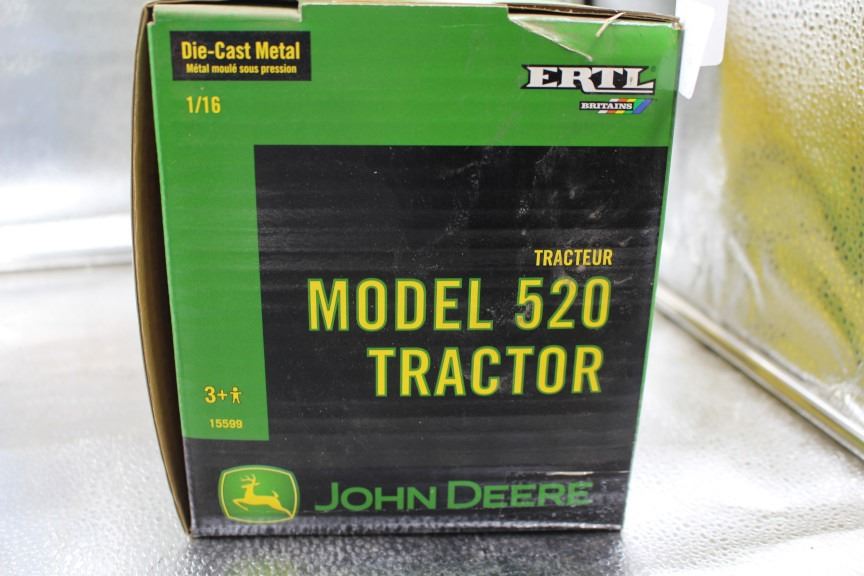 Die-Cast Metal
Métal moulé sous pression
1/16
ERTL
BRITAINS
TRACTEUR
MODEL 520
TRACTOR
3+
15599
JOHN DEERE